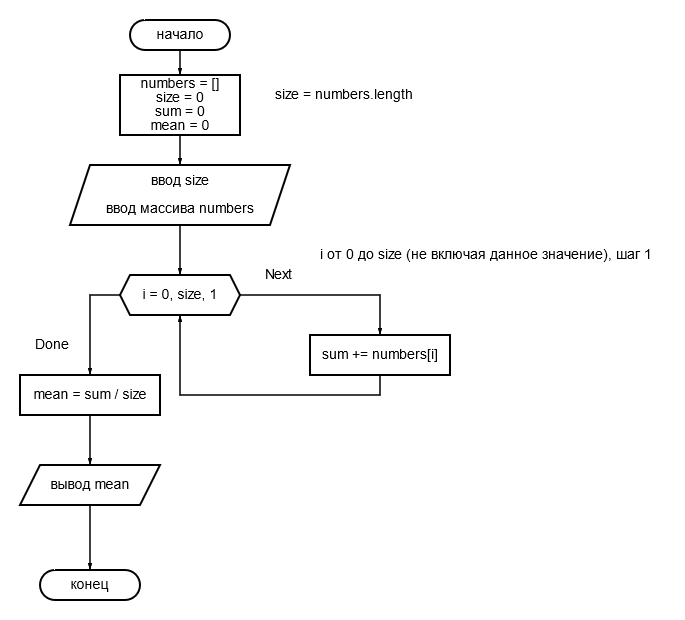 начало
numbers = []
size = 0
sum = 0
mean = 0
size = numbers.length
ввод size
ввод массива numbers
i от 0 до size (не включая данное значение), шаг 1
Next
i = 0, size, 1
Done
sum += numbers[i]
mean = sum / size
вывод mean
конец